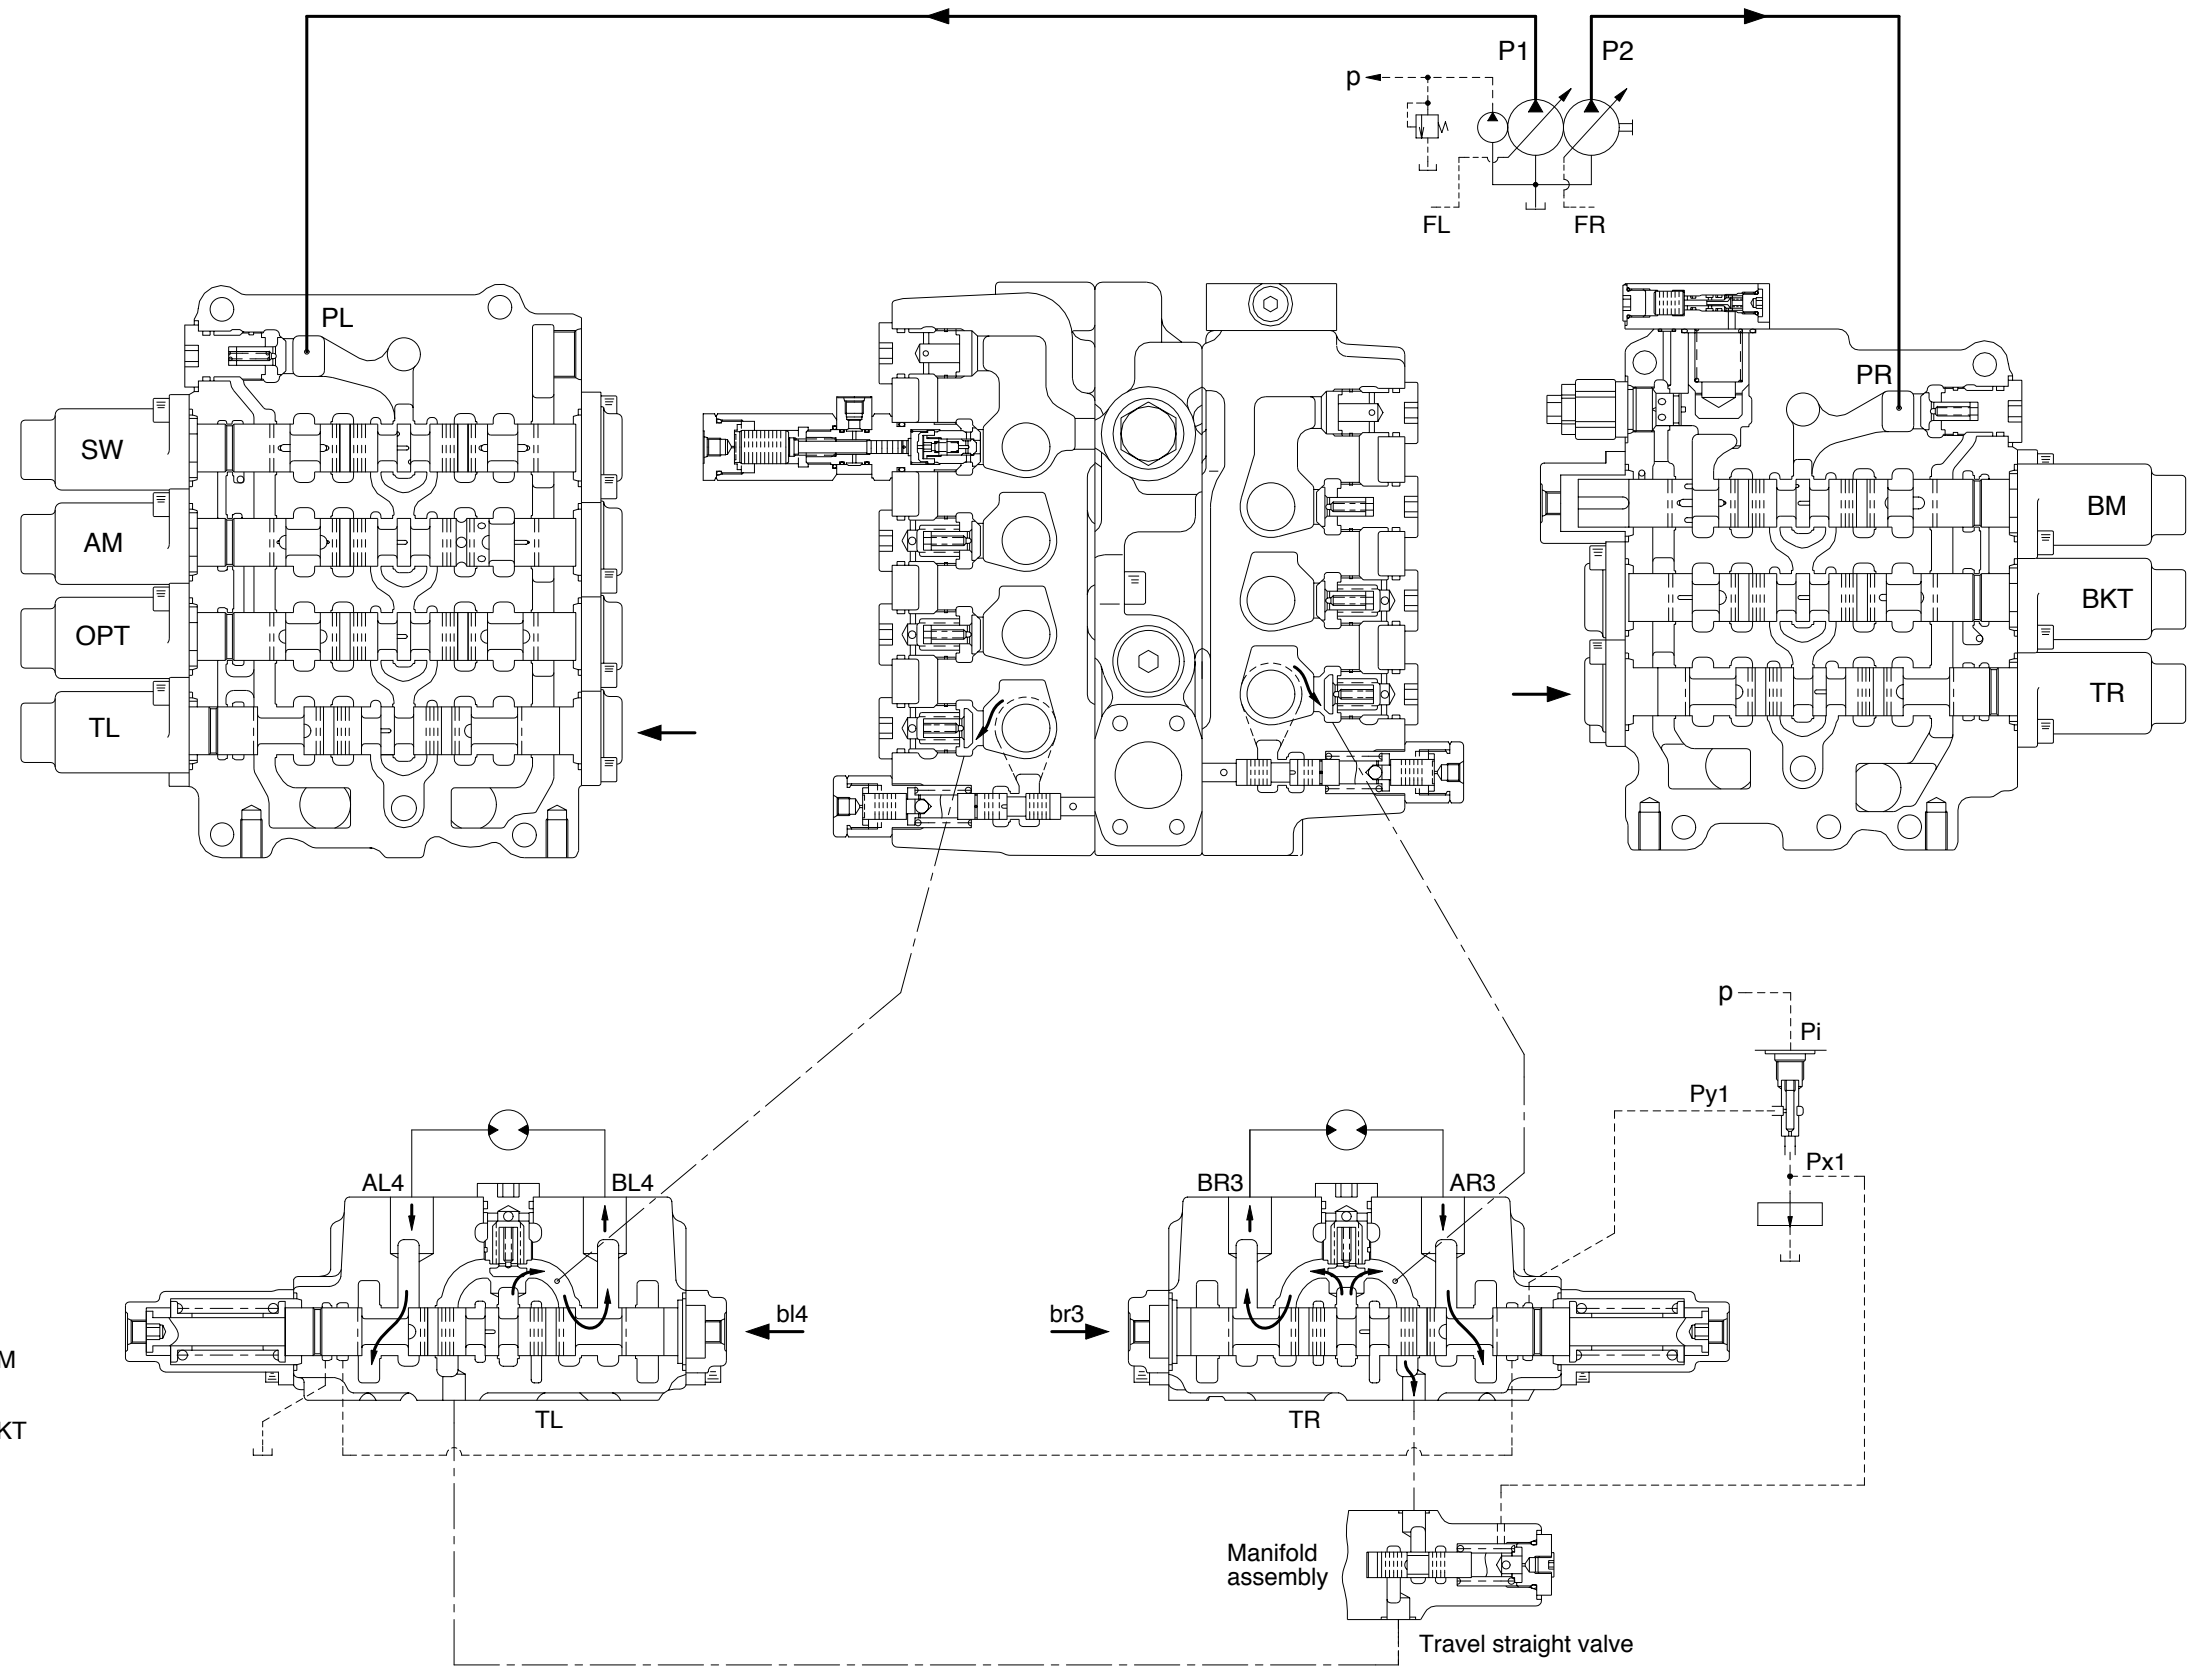 P1
P2
p
FL
FR
PL
PR
SW
AM
OPT
TL
BM
BKT
TR
p
Pi
Py1
Px1
AL4
BL4
BR3
AR3
bl4
br3
M
KT
TL
TR
Manifold
assembly
Travel straight valve